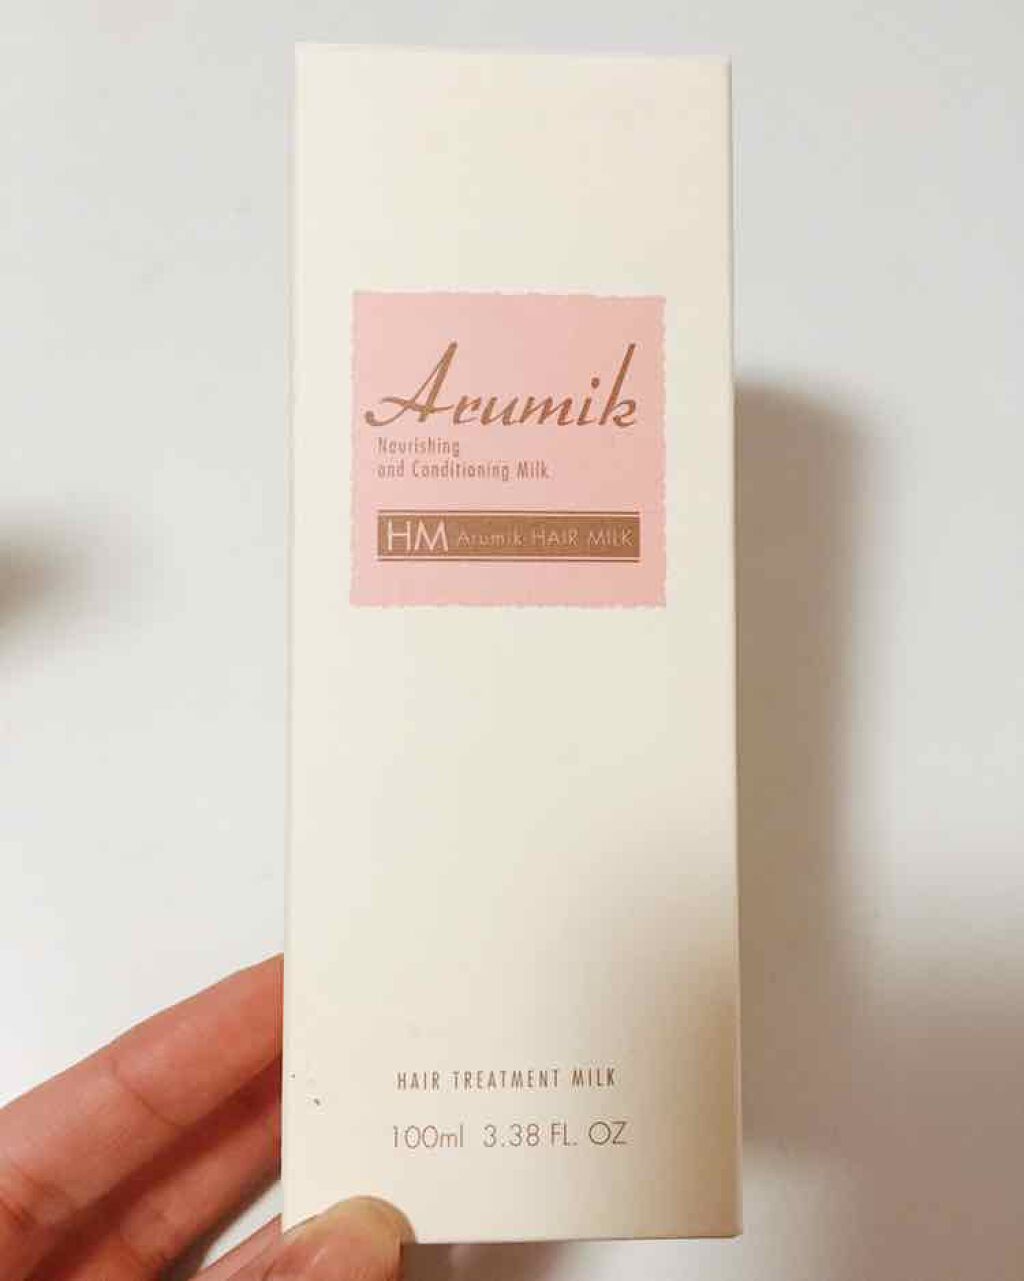 Arumik
Nourishing
and Conditioning Milk
HM Arumik HAIR MILK
HAIR TREATMENT MILK
100ml 3.38 FL. OZ